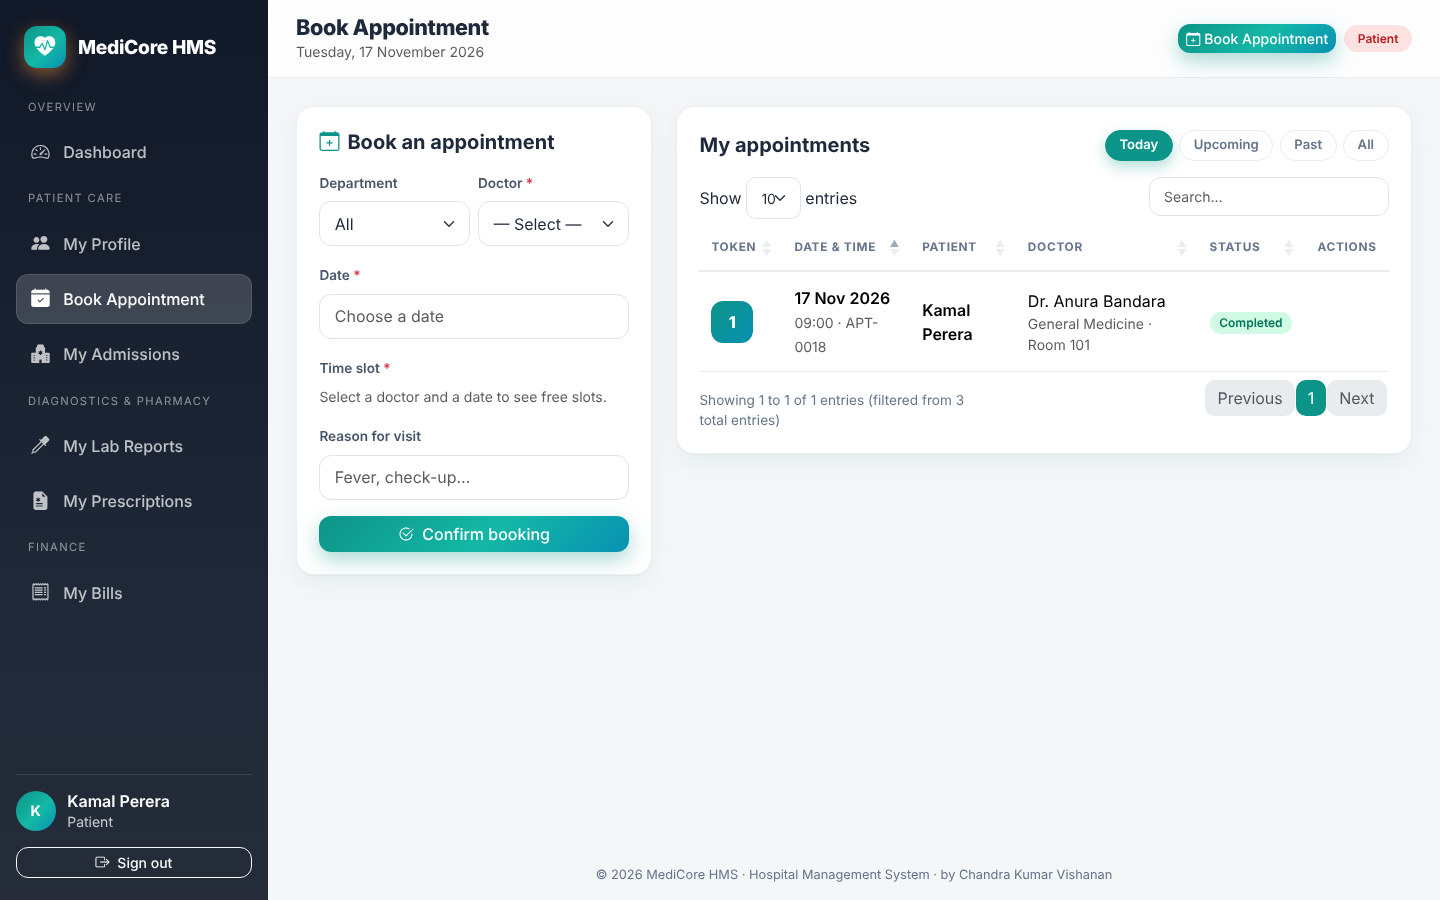 MediCore HMS
OVERVIEW
Dashboard
PATIENT CARE
My Profile
Book Appointment
My Admissions
DIAGNOSTICS & PHARMACY
My Lab Reports
My Prescriptions
FINANCE
My Bills
K
Kamal Perera
Patient
Sign out
Book Appointment
Tuesday, 17 November 2026
Book Appointment
Patient
Book an appointment
Department
Doctor *
All
— Select —
Date *
Choose a date
Time slot *
Select a doctor and a date to see free slots.
Reason for visit
Fever, check-up...
Confirm booking
My appointments
Today
Upcoming
Past
All
Show 10 entries
Search...
TOKEN
DATE & TIME
PATIENT
DOCTOR
STATUS
ACTIONS
1
17 Nov 2026
09:00 · APT-
0018
Kamal
Perera
Dr. Anura Bandara
General Medicine ·
Room 101
Completed
Showing 1 to 1 of 1 entries (filtered from 3
total entries)
Previous
1
Next
© 2026 MediCore HMS · Hospital Management System · by Chandra Kumar Vishanan